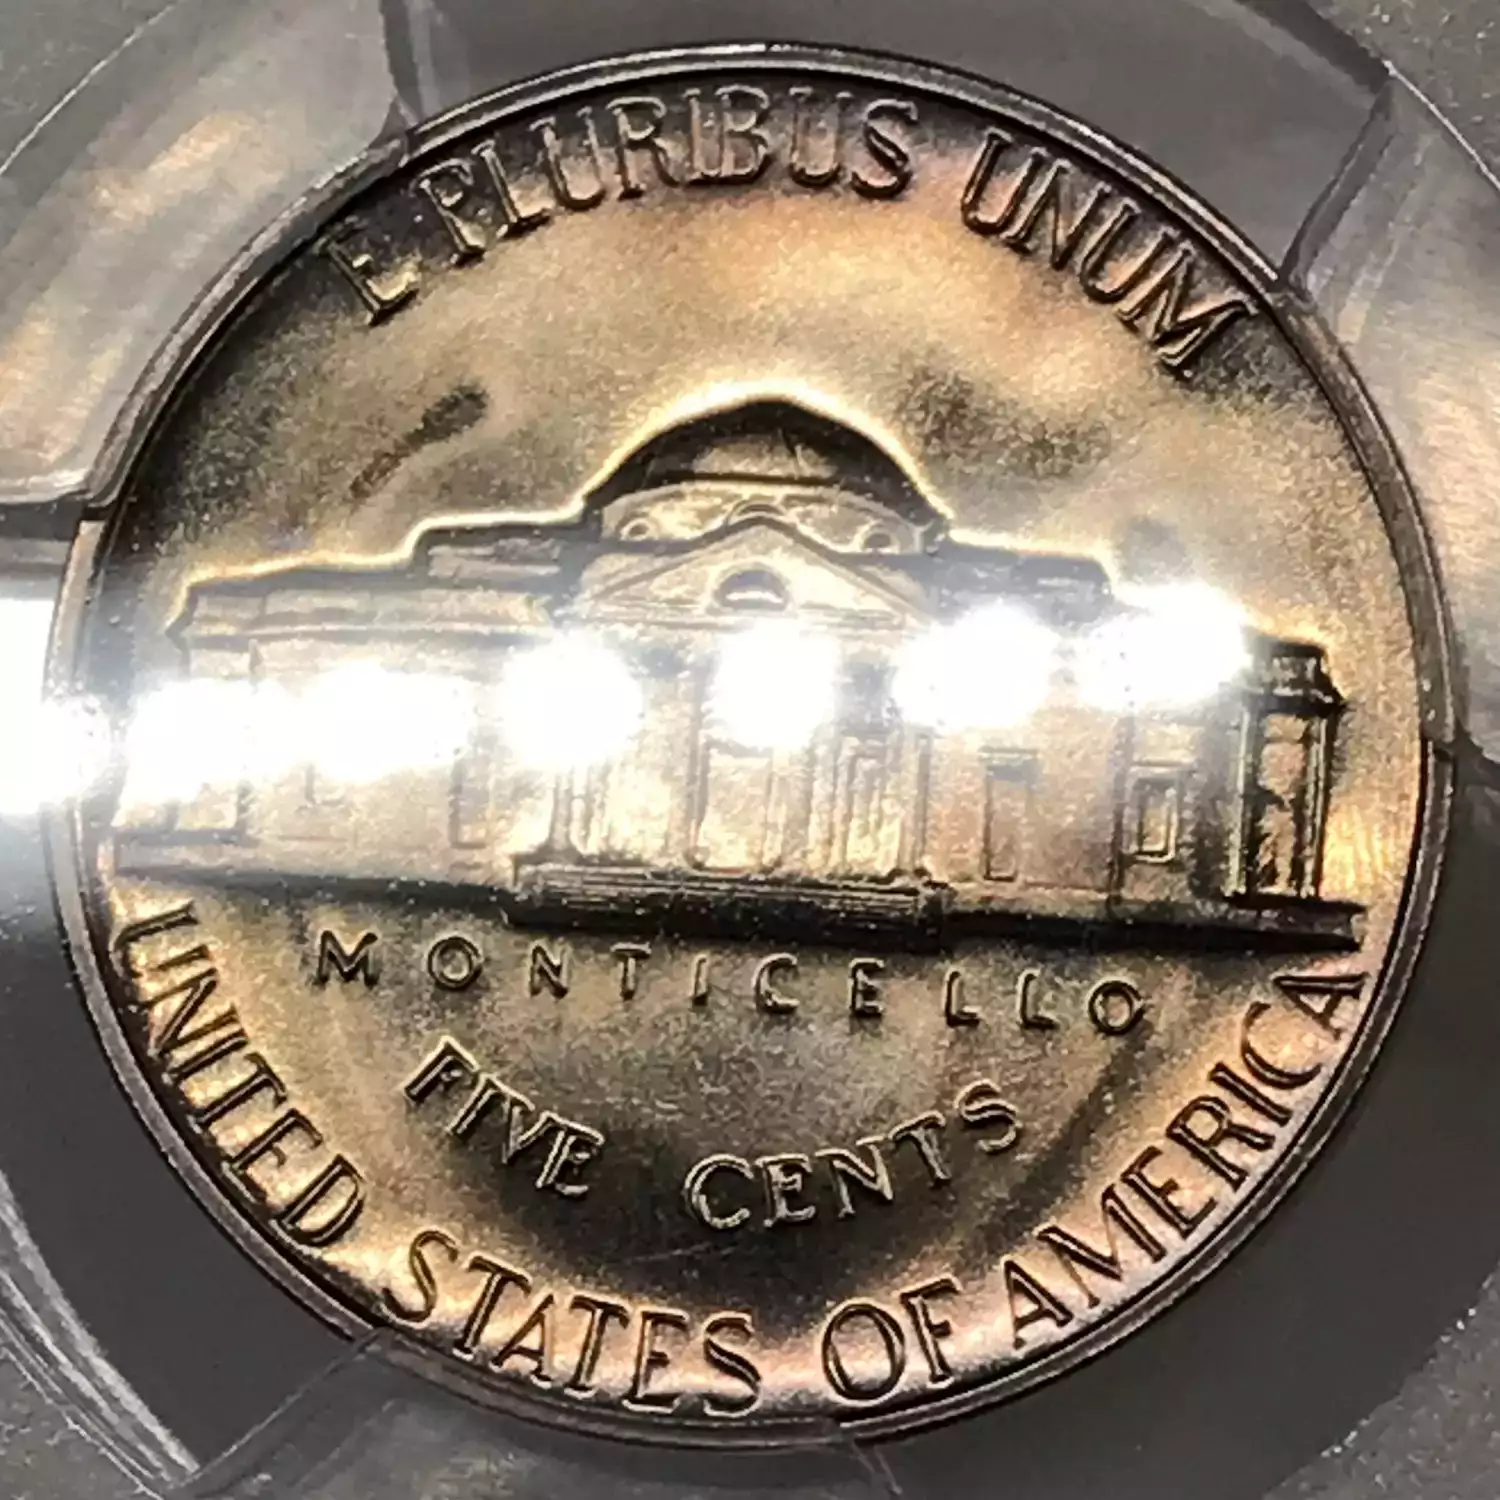 E PLURIBUS UNUM
MONTICELLO
FIVE CENTS
UNITED STATES OF AMERICA